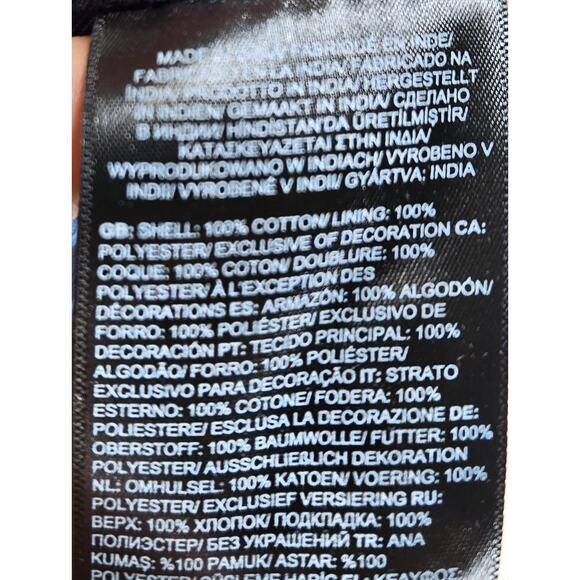 MADE IN INDIA/ FABRIQUÉ EN INDE/
FABRICADO EN LA INDIA/ FABRICADO NA
ÍNDIA/ PRODOTTO IN INDIA/ HERGESTELLT
IN INDIEN/ GEMAAKT IN INDIA/ СДЕЛАНО
В ИНДИИ/ HİNDİSTAN'DA ÜRETİLMİŞTİR/
ΚΑΤΑΣΚΕΥΑΖΕΤΑΙ ΣΤΗΝ ΙΝΔΙΑ/
WYPRODUKOWANO W INDIACH/ VYROBENO V
INDII/ VYROBENÉ V INDII/ GYÁRTVA: INDIA
GB: SHELL: 100% COTTON/ LINING: 100%
POLYESTER/ EXCLUSIVE OF DECORATION CA:
COQUE: 100% COTON/ DOUBLURE: 100%
POLYESTER/ À L'EXCEPTION DES
DÉCORATIONS ES: ARMAZÓN: 100% ALGODÓN/
FORRO: 100% POLIÉSTER/ EXCLUSIVO DE
DECORACIÓN PT: TECIDO PRINCIPAL: 100%
ALGODÃO/ FORRO: 100% POLIÉSTER/
EXCLUSIVO PARA DECORAÇÃO IT: STRATO
ESTERNO: 100% COTONE/ FODERA: 100%
POLIESTERE/ ESCLUSA LA DECORAZIONE DE:
OBERSTOFF: 100% BAUMWOLLE/ FUTTER: 100%
POLYESTER/ AUSSCHLIEßLICH DEKORATION
NL: OMHULSEL: 100% KATOEN/ VOERING: 100%
POLYESTER/ EXCLUSIEF VERSIERING RU:
ВЕРХ: 100% ХЛОПОК/ ПОДКЛАДКА: 100%
ПОЛИЭСТЕР/ БЕЗ УКРАШЕНИЙ TR: ANA
KUMAŞ: %100 PAMUK/ ASTAR: %100